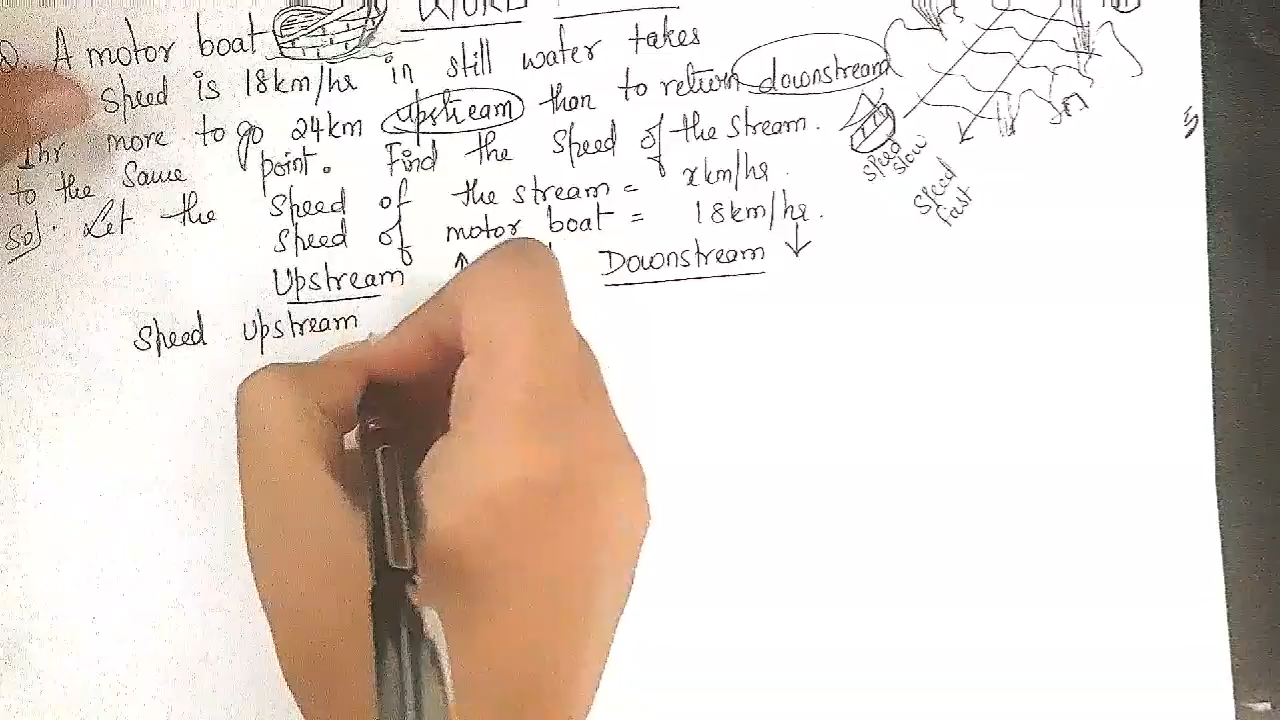 Q. A motor boat
speed is 18km/hr in still water takes
1hr more to go 24km upstream than to return downstream
to the same point. Find the speed of the stream.
Sol. Let the speed of the stream = xkm/hr.
speed of motor boat = 18km/hr.
Upstream ↑ Downstream ↓
speed upstream
speed slow
speed fast